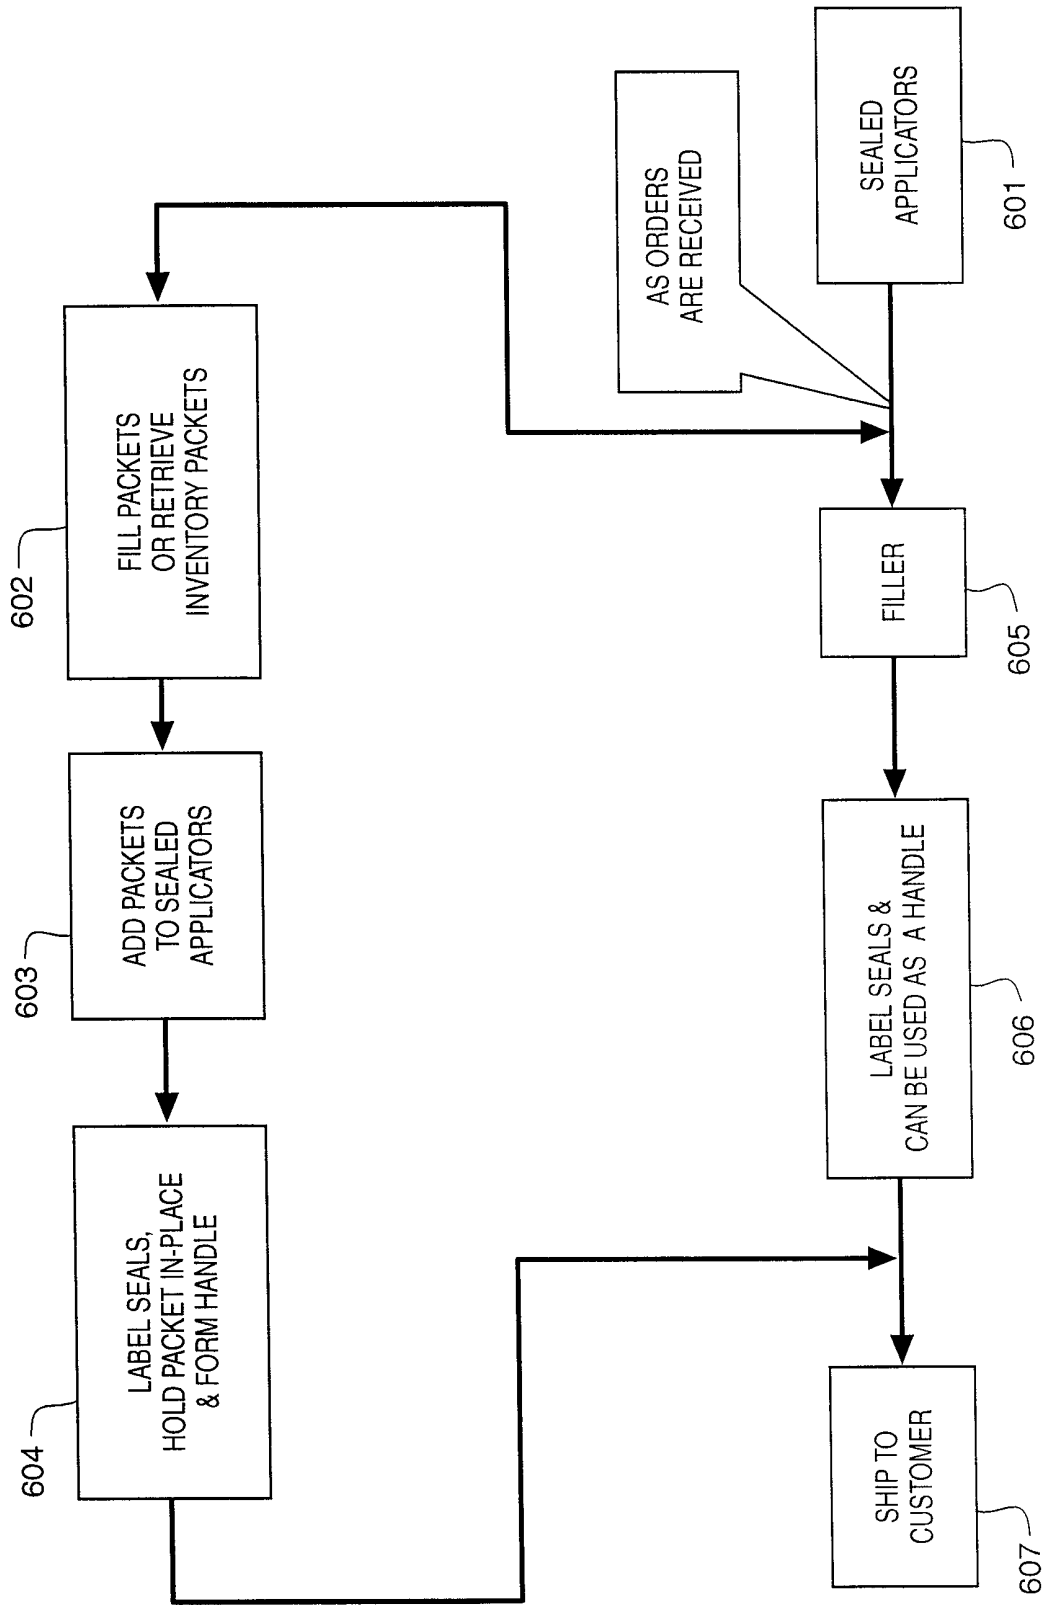 SEALED
APPLICATORS
601
AS ORDERS
ARE RECEIVED
FILL PACKETS
OR RETRIEVE
INVENTORY PACKETS
602
ADD PACKETS
TO SEALED
APPLICATORS
603
LABEL SEALS,
HOLD PACKET IN-PLACE
& FORM HANDLE
604
FILLER
605
LABEL SEALS &
CAN BE USED AS A HANDLE
606
SHIP TO
CUSTOMER
607